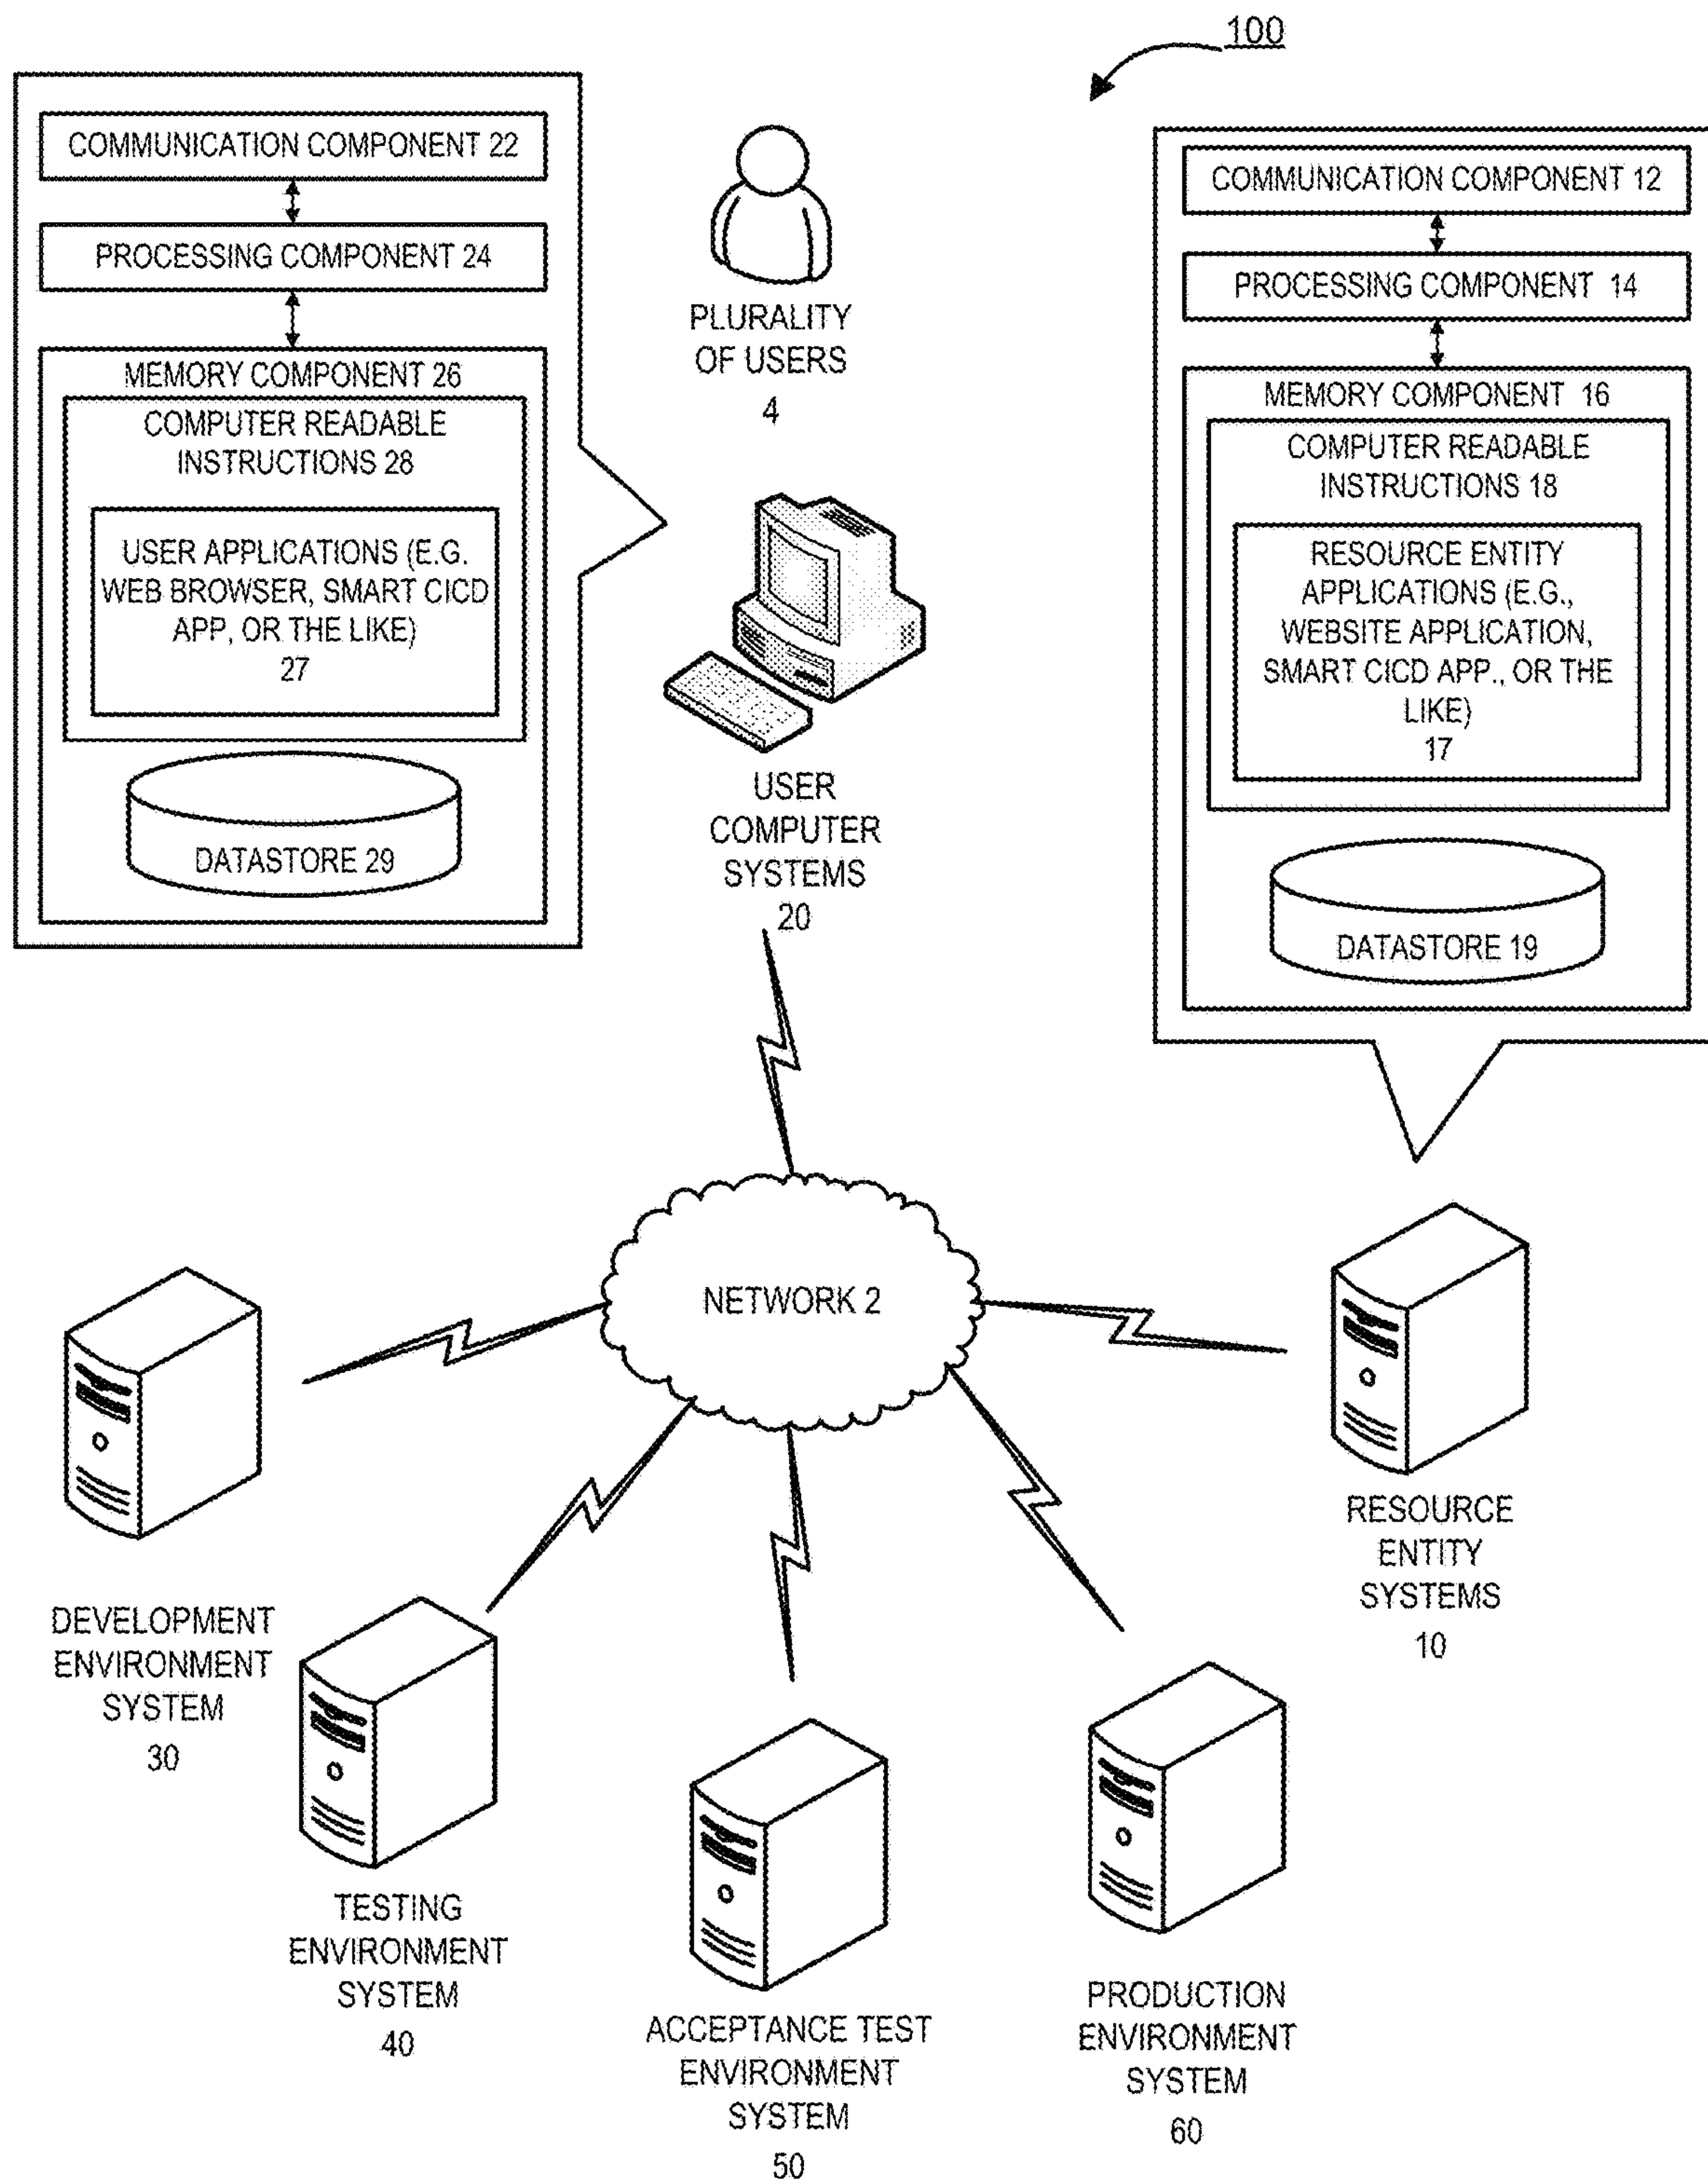 100
COMMUNICATION COMPONENT 22
PROCESSING COMPONENT 24
MEMORY COMPONENT 26
COMPUTER READABLE
INSTRUCTIONS 28
USER APPLICATIONS (E.G.
WEB BROWSER, SMART CICD
APP, OR THE LIKE)
27
DATASTORE 29
PLURALITY
OF USERS
4
USER
COMPUTER
SYSTEMS
20
COMMUNICATION COMPONENT 12
PROCESSING COMPONENT 14
MEMORY COMPONENT 16
COMPUTER READABLE
INSTRUCTIONS 18
RESOURCE ENTITY
APPLICATIONS (E.G.,
WEBSITE APPLICATION,
SMART CICD APP., OR THE
LIKE)
17
DATASTORE 19
NETWORK 2
RESOURCE
ENTITY
SYSTEMS
10
DEVELOPMENT
ENVIRONMENT
SYSTEM
30
TESTING
ENVIRONMENT
SYSTEM
40
ACCEPTANCE TEST
ENVIRONMENT
SYSTEM
50
PRODUCTION
ENVIRONMENT
SYSTEM
60